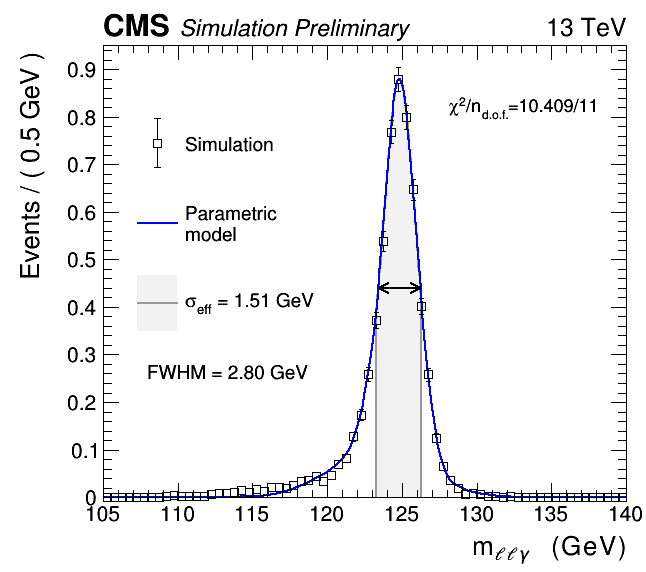 CMS Simulation Preliminary 13 TeV
Events / ( 0.5 GeV )
0.9
0.8
0.7
0.6
0.5
0.4
0.3
0.2
0.1
0
χ²/n_d.o.f.=10.409/11
Simulation
Parametric
model
σ_eff = 1.51 GeV
FWHM = 2.80 GeV
105 110 115 120 125 130 135 140
m_ℓℓγ (GeV)